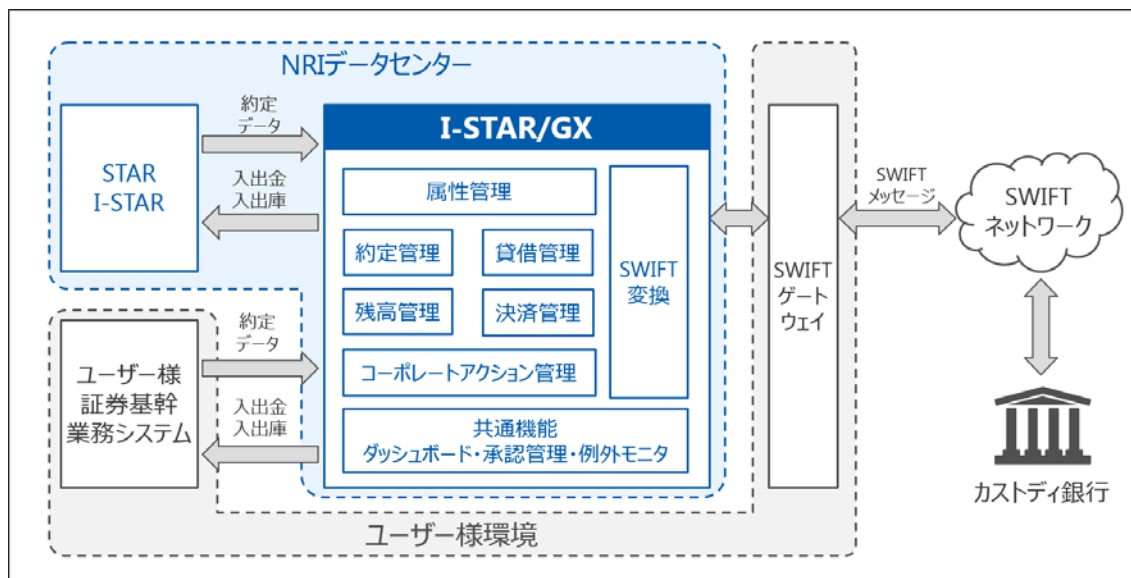 NRIデータセンター
STAR
I-STAR
約定
データ
入出金
入出庫
I-STAR/GX
属性管理
約定管理
貸借管理
残高管理
決済管理
コーポレートアクション管理
SWIFT
変換
共通機能
ダッシュボード・承認管理・例外モニタ
ユーザー様
証券基幹
業務システム
約定
データ
入出金
入出庫
SWIFT
ゲート
ウェイ
ユーザー様環境
SWIFT
メッセージ
SWIFT
ネットワーク
カストディ銀行